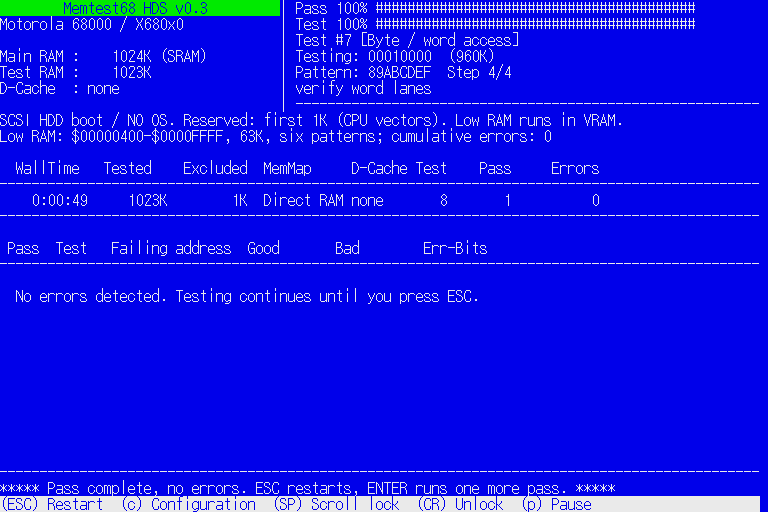 Memtest68 HDS v0.3
Pass 100% ########################################
Motorola 68000 / X680x0
Test 100% ########################################
Test #7 [Byte / word access]
Main RAM : 1024K (SRAM)
Testing: 00010000 (960K)
Test RAM : 1023K
Pattern: 89ABCDEF Step 4/4
D-Cache : none
verify word lanes
SCSI HDD boot / NO OS. Reserved: first 1K (CPU vectors). Low RAM runs in VRAM.
Low RAM: $00000400-$0000FFFF, 63K, six patterns; cumulative errors: 0
WallTime Tested Excluded MemMap D-Cache Test Pass Errors
0:00:49 1023K 1K Direct RAM none 8 1 0
Pass Test Failing address Good Bad Err-Bits
No errors detected. Testing continues until you press ESC.
***** Pass complete, no errors. ESC restarts, ENTER runs one more pass. *****
(ESC) Restart (c) Configuration (SP) Scroll lock (CR) Unlock (p) Pause